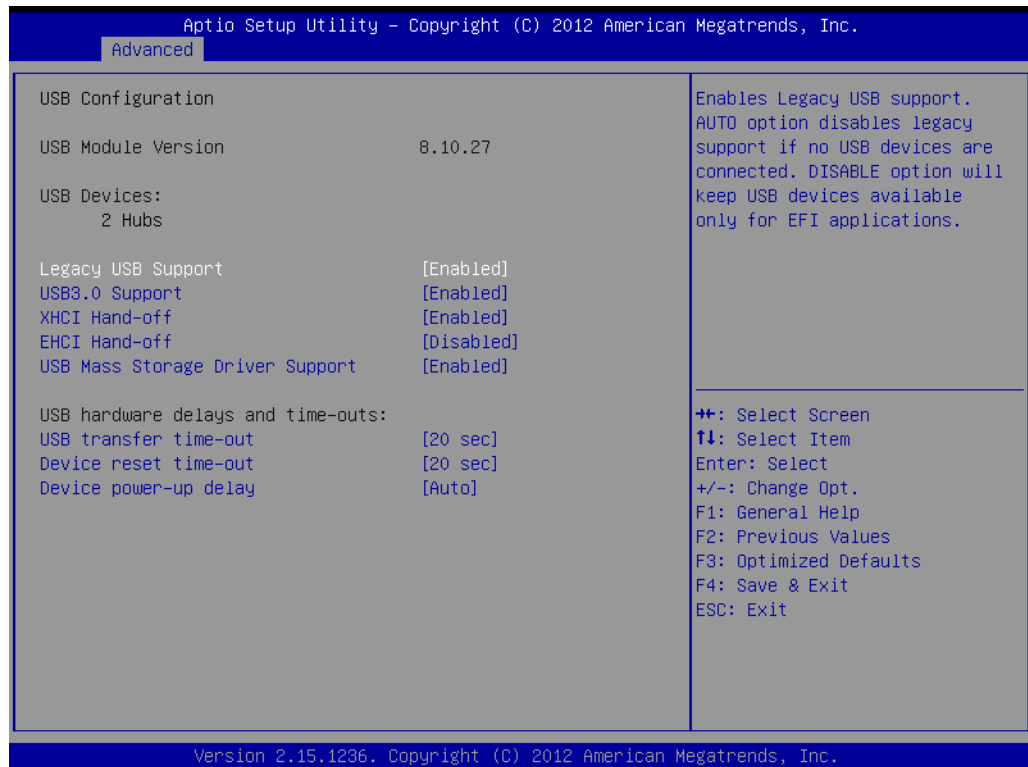 Aptio Setup Utility – Copyright (C) 2012 American Megatrends, Inc.
Advanced
USB Configuration
USB Module Version 8.10.27
USB Devices:
2 Hubs
Legacy USB Support [Enabled]
USB3.0 Support [Enabled]
XHCI Hand-off [Enabled]
EHCI Hand-off [Disabled]
USB Mass Storage Driver Support [Enabled]
USB hardware delays and time-outs:
USB transfer time-out [20 sec]
Device reset time-out [20 sec]
Device power-up delay [Auto]
Enables Legacy USB support.
AUTO option disables legacy
support if no USB devices are
connected. DISABLE option will
keep USB devices available
only for EFI applications.
→←: Select Screen
↑↓: Select Item
Enter: Select
+/-: Change Opt.
F1: General Help
F2: Previous Values
F3: Optimized Defaults
F4: Save & Exit
ESC: Exit
Version 2.15.1236. Copyright (C) 2012 American Megatrends, Inc.